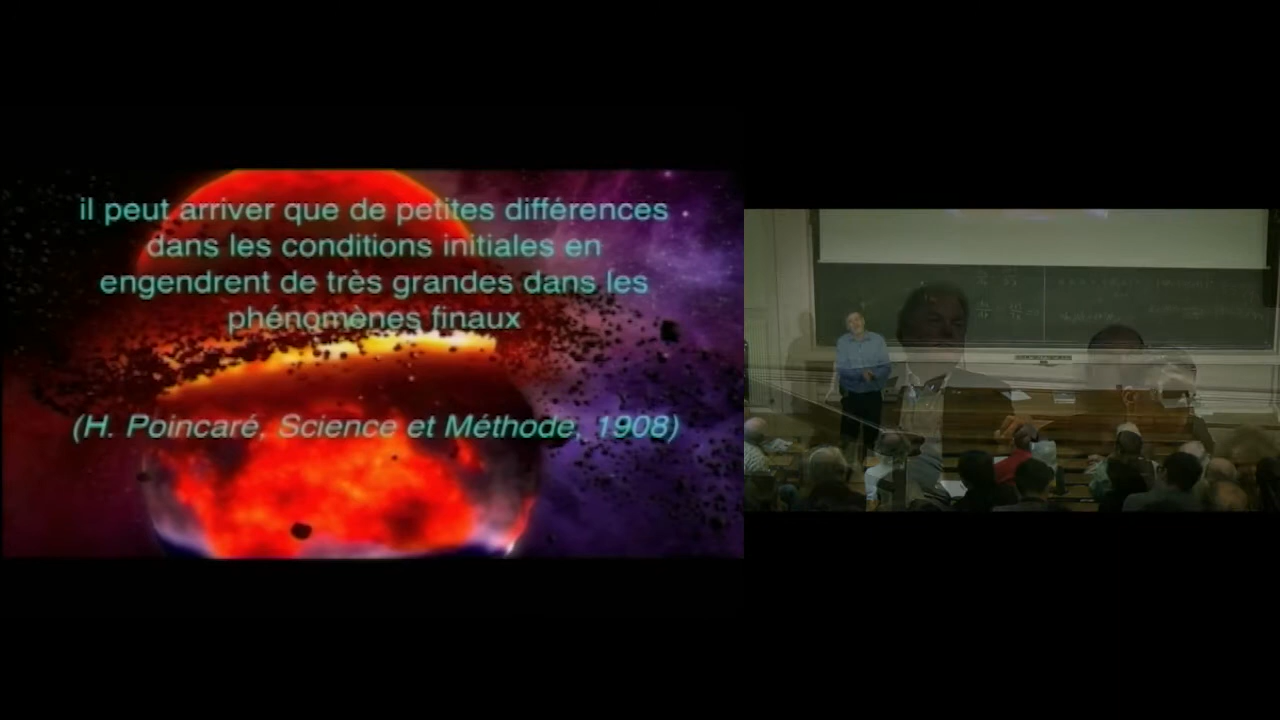 il peut arriver que de petites différences
dans les conditions initiales en
engendrent de très grandes dans les
phénomènes finaux
(H. Poincaré, Science et Méthode, 1908)